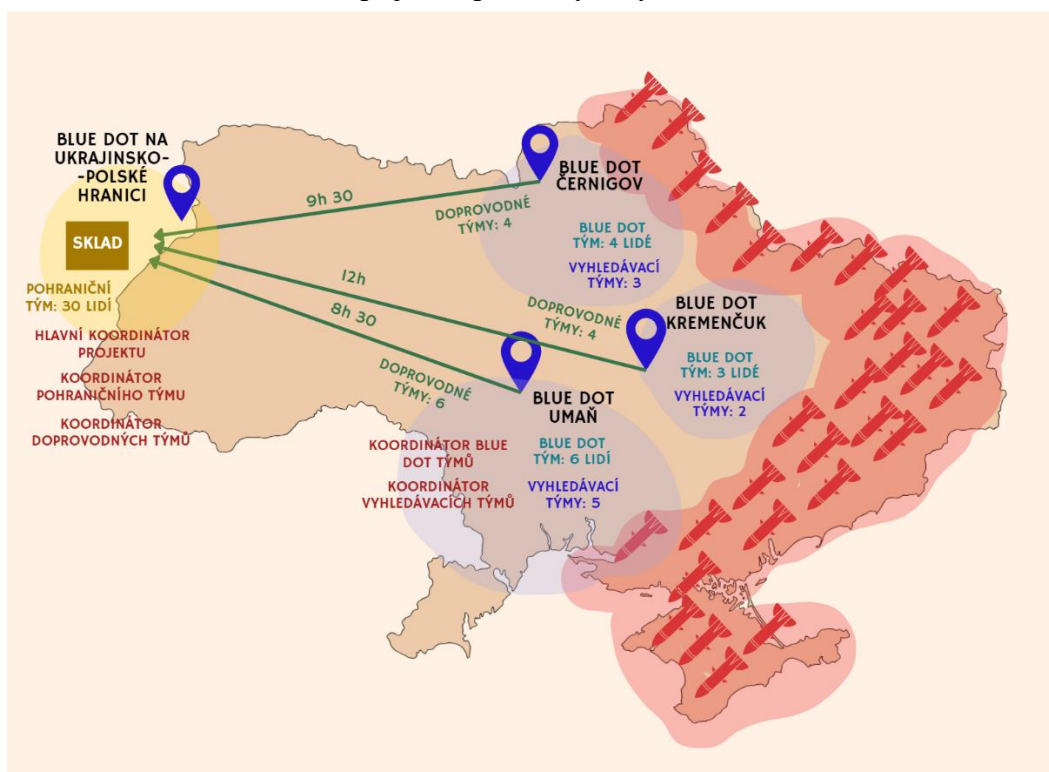 BLUE DOT NA
UKRAJINSKO-
-POLSKÉ
HRANICI
SKLAD
POHRANIČNÍ
TÝM: 30 LIDÍ
HLAVNÍ KOORDINÁTOR
PROJEKTU
KOORDINÁTOR
POHRANIČNÍHO TÝMU
KOORDINÁTOR
DOPROVODNÝCH TÝMŮ
9h 30
12h
8h 30
DOPROVODNÉ
TÝMY: 4
BLUE DOT
ČERNIGOV
BLUE DOT
TÝM: 4 LIDÉ
VYHLEDÁVACÍ
TÝMY: 3
DOPROVODNÉ
TÝMY: 4
BLUE DOT
KREMENČUK
BLUE DOT
TÝM: 3 LIDÉ
VYHLEDÁVACÍ
TÝMY: 2
DOPROVODNÉ
TÝMY: 6
BLUE DOT
UMAŇ
KOORDINÁTOR BLUE
DOT TÝMŮ
KOORDINÁTOR
VYHLEDÁVACÍCH TÝMŮ
BLUE DOT
TÝM: 6 LIDÍ
VYHLEDÁVACÍ
TÝMY: 5